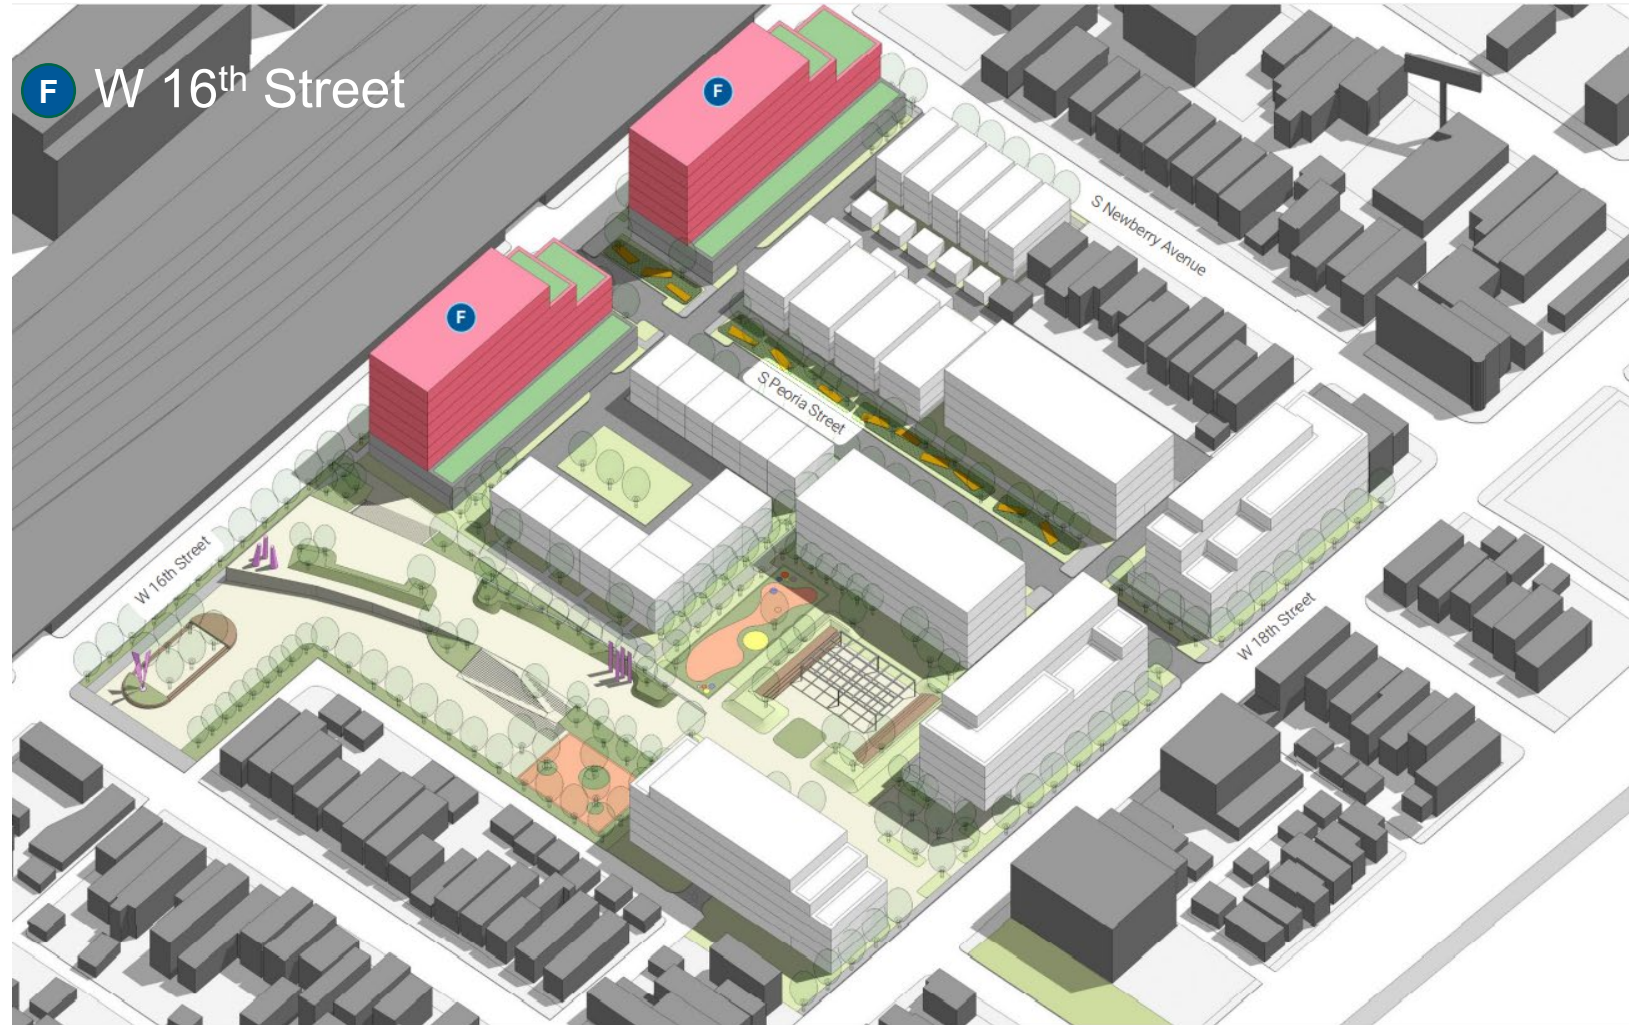 F W 16th Street
F
F
S Newberry Avenue
S Peoria Street
W 16th Street
W 18th Street